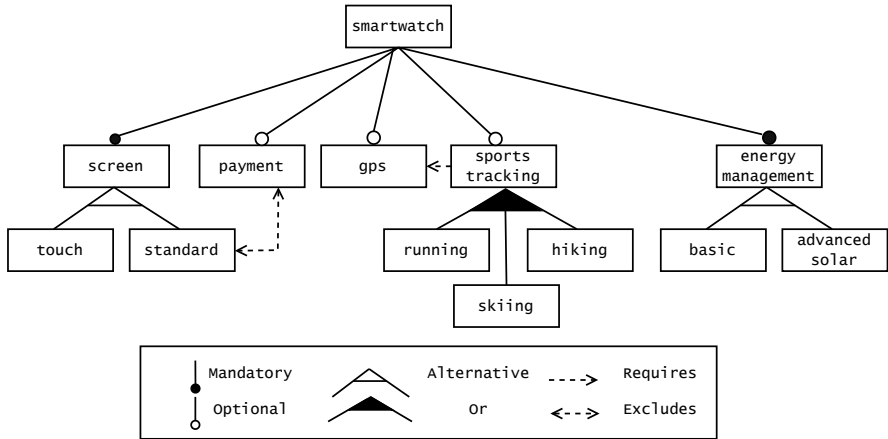 smartwatch
screen
payment
gps
sports
tracking
energy
management
touch
standard
running
hiking
basic
advanced
solar
skiing
Mandatory
Alternative
Requires
Optional
Or
Excludes